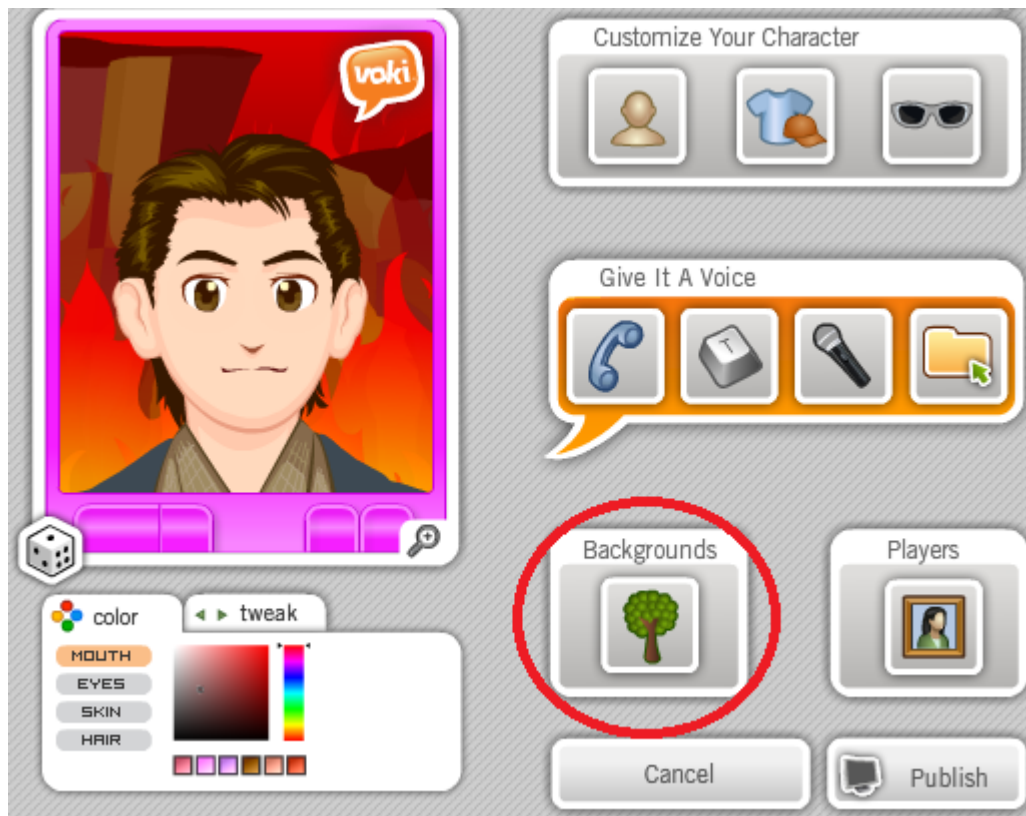 voki
Customize Your Character
Give It A Voice
T
Backgrounds
Players
color
tweak
MOUTH
EYES
SKIN
HAIR
Cancel
Publish